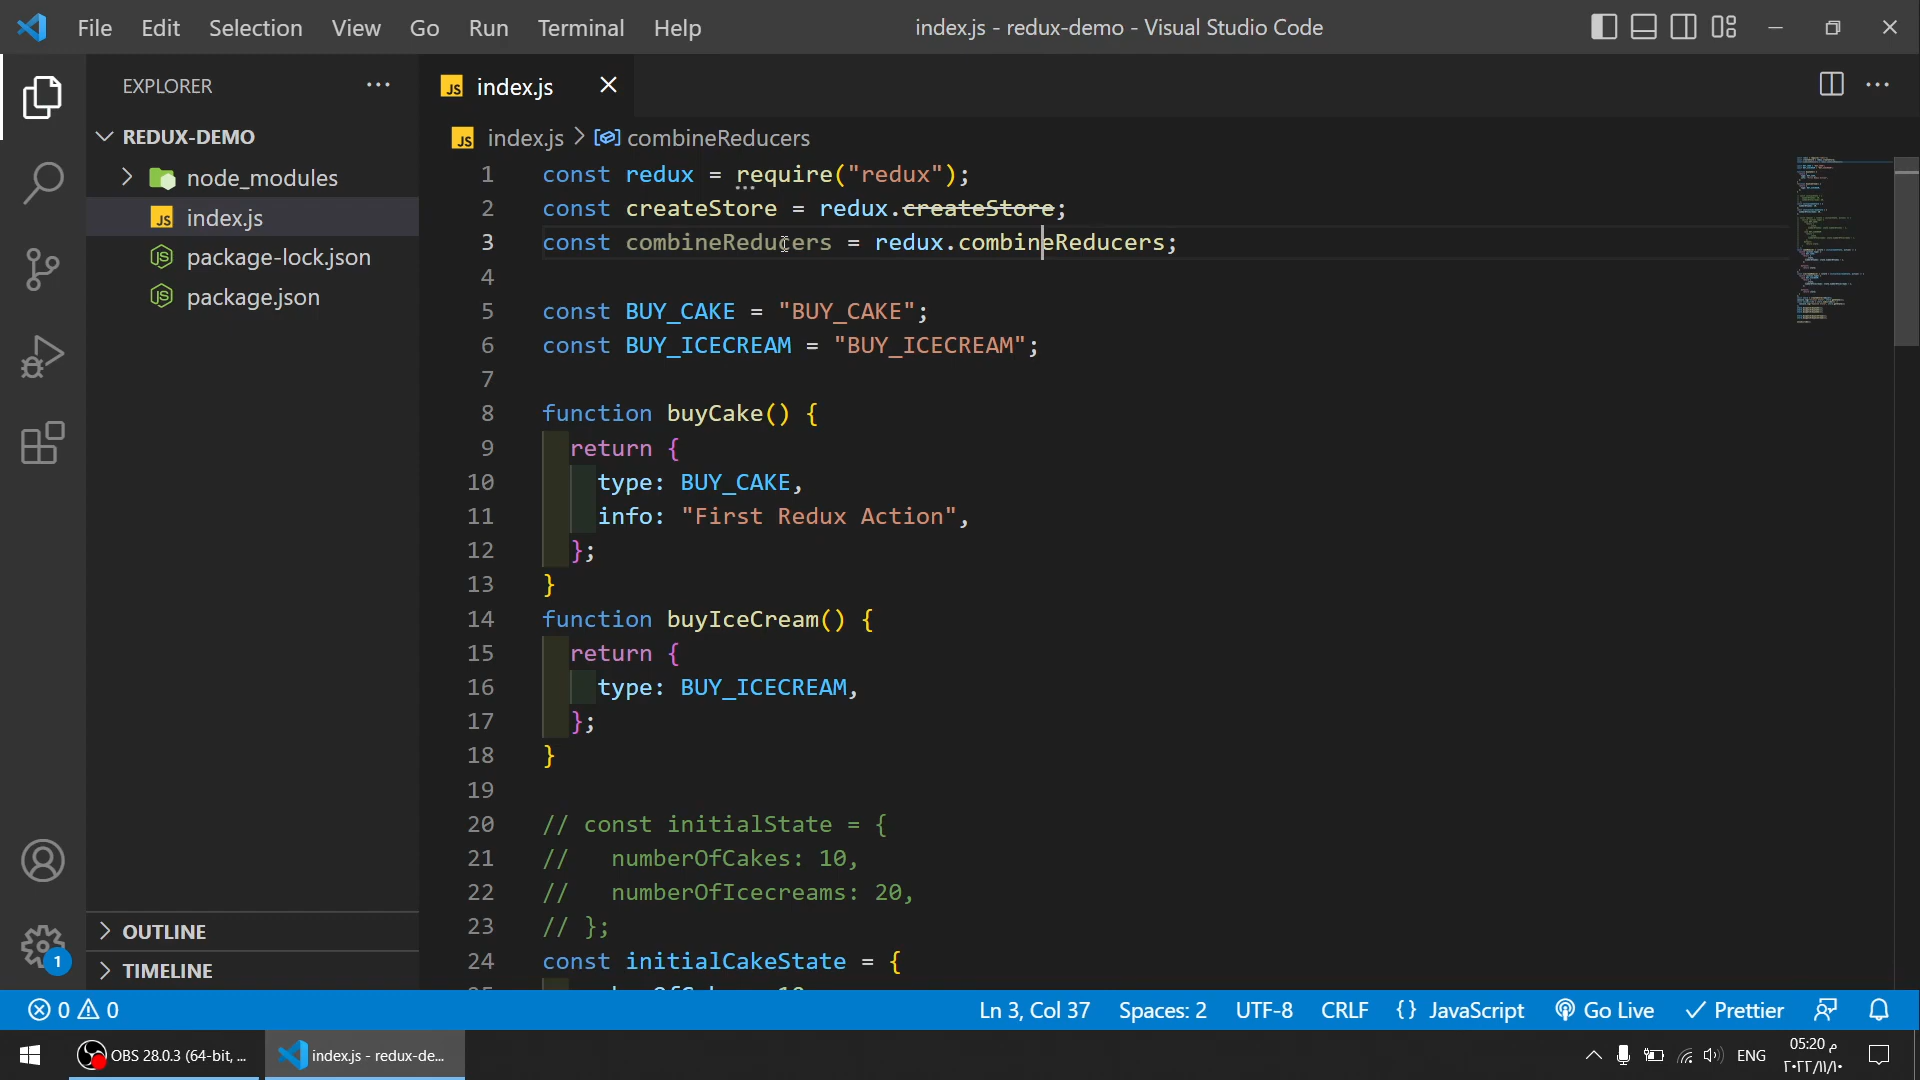 File Edit Selection View Go Run Terminal Help
index.js - redux-demo - Visual Studio Code
EXPLORER
REDUX-DEMO
node_modules
index.js
package-lock.json
package.json
OUTLINE
TIMELINE
JS index.js
JS index.js > combineReducers
1 const redux = require("redux");
2 const createStore = redux.createStore;
3 const combineReducers = redux.combineReducers;
4
5 const BUY_CAKE = "BUY_CAKE";
6 const BUY_ICECREAM = "BUY_ICECREAM";
7
8 function buyCake() {
9 return {
10 type: BUY_CAKE,
11 info: "First Redux Action",
12 };
13 }
14 function buyIceCream() {
15 return {
16 type: BUY_ICECREAM,
17 };
18 }
19
20 // const initialState = {
21 // numberOfCakes: 10,
22 // numberOfIcecreams: 20,
23 // };
24 const initialCakeState = {
1
0 0 Ln 3, Col 37 Spaces: 2 UTF-8 CRLF {} JavaScript Go Live Prettier
OBS 28.0.3 (64-bit, ... index.js - redux-de... ENG
05:20 م
٢٠٢٢/١١/١٠